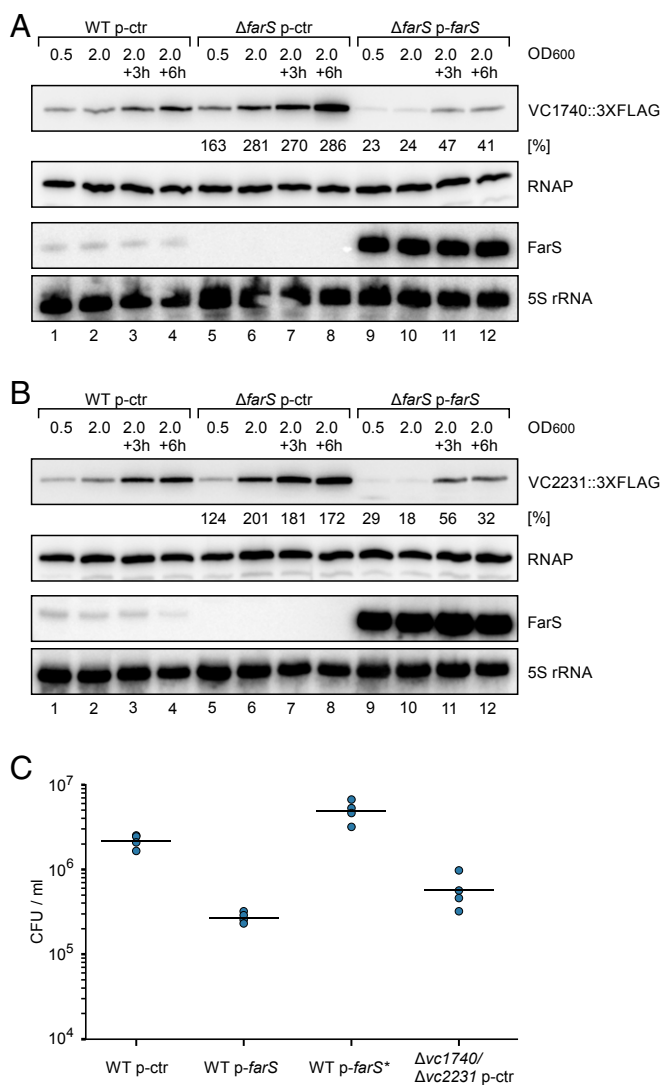 A
WT p-ctr ΔfarS p-ctr ΔfarS p-farS
0.5 2.0 2.0 2.0 0.5 2.0 2.0 2.0 0.5 2.0 2.0 2.0 OD600
+3h +6h +3h +6h +3h +6h
VC1740::3XFLAG
163 281 270 286 23 24 47 41 [%]
RNAP
FarS
5S rRNA
1 2 3 4 5 6 7 8 9 10 11 12
B
WT p-ctr ΔfarS p-ctr ΔfarS p-farS
0.5 2.0 2.0 2.0 0.5 2.0 2.0 2.0 0.5 2.0 2.0 2.0 OD600
+3h +6h +3h +6h +3h +6h
VC2231::3XFLAG
124 201 181 172 29 18 56 32 [%]
RNAP
FarS
5S rRNA
1 2 3 4 5 6 7 8 9 10 11 12
C
CFU / ml
10⁷
10⁶
10⁵
10⁴
WT p-ctr WT p-farS WT p-farS* Δvc1740/
Δvc2231 p-ctr